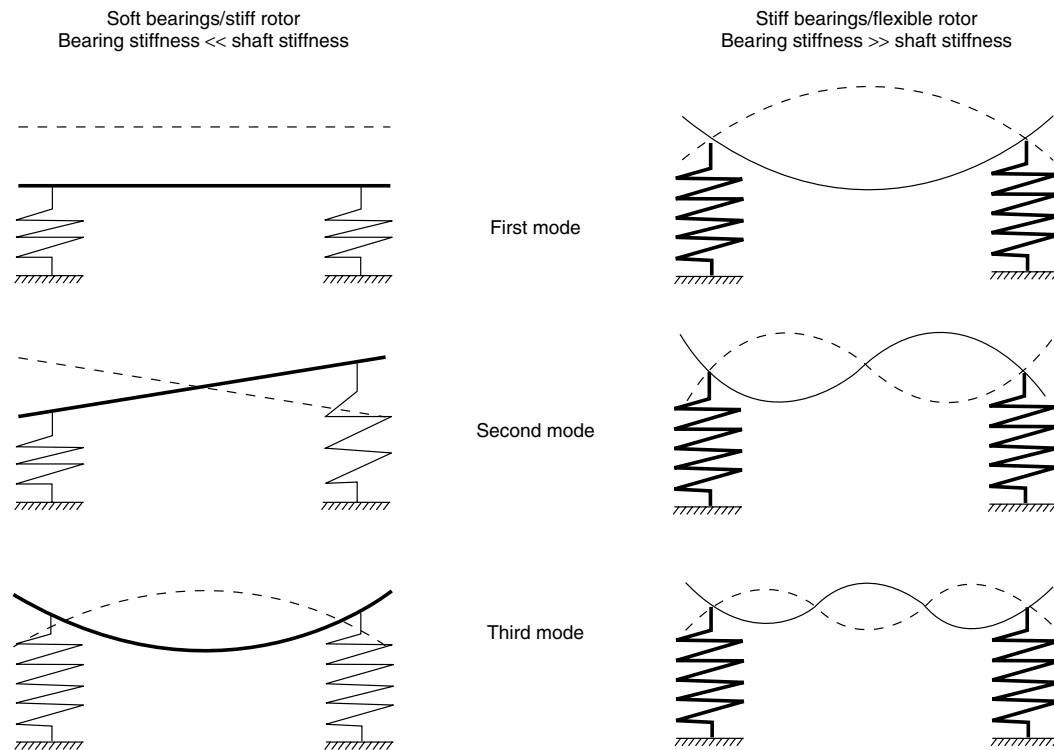 Soft bearings/stiff rotor
Bearing stiffness << shaft stiffness
Stiff bearings/flexible rotor
Bearing stiffness >> shaft stiffness
First mode
Second mode
Third mode